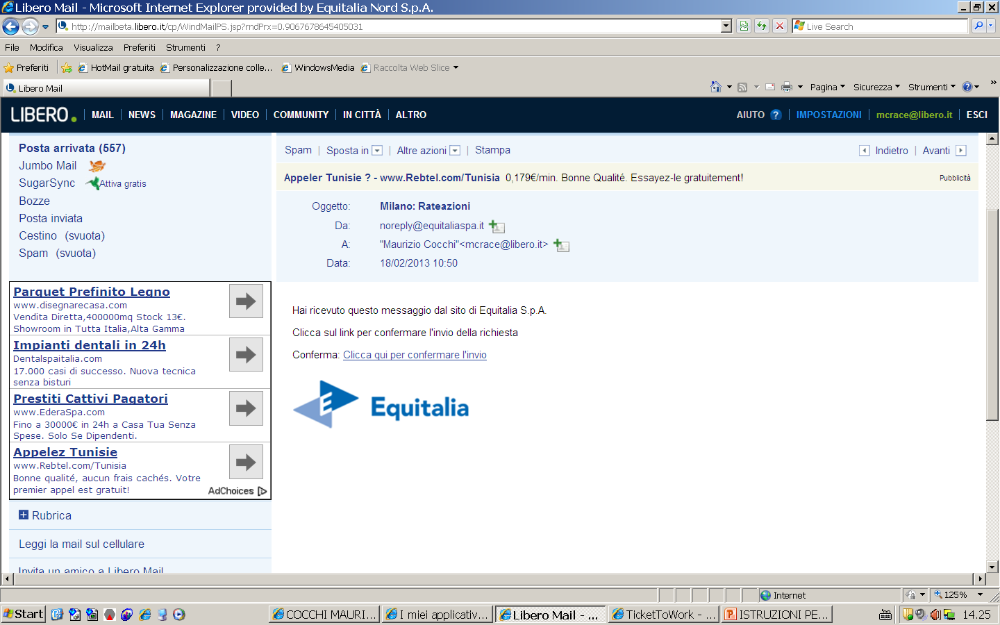 Libero Mail - Microsoft Internet Explorer provided by Equitalia Nord S.p.A.
http://mailbeta.libero.it/cp/WindMailPS.jsp?rndPrx=0.9067678645405031
Live Search
File Modifica Visualizza Preferiti Strumenti ?
Preferiti HotMail gratuita Personalizzazione colle... WindowsMedia Raccolta Web Slice
Libero Mail Pagina Sicurezza Strumenti »
LIBERO. MAIL | NEWS | MAGAZINE | VIDEO | COMMUNITY | IN CITTÀ | ALTRO AIUTO ? | IMPOSTAZIONI | mcrace@libero.it | ESCI
Posta arrivata (557)
Jumbo Mail
SugarSync Attiva gratis
Bozze
Posta inviata
Cestino (svuota)
Spam (svuota)
Parquet Prefinito Legno
www.disegnarecasa.com
Vendita Diretta,400000mq Stock 13€.
Showroom in Tutta Italia,Alta Gamma
Impianti dentali in 24h
Dentalspaitalia.com
17.000 casi di successo. Nuova tecnica
senza bisturi
Prestiti Cattivi Pagatori
www.EderaSpa.com
Fino a 30000€ in 24h a Casa Tua Senza
Spese. Solo Se Dipendenti.
Appelez Tunisie
www.Rebtel.com/Tunisia
Bonne qualité, aucun frais cachés. Votre
premier appel est gratuit!
AdChoices
Rubrica
Leggi la mail sul cellulare
Invita un amico a Libero Mail
Spam | Sposta in | Altre azioni | Stampa Indietro | Avanti
Appeler Tunisie ? - www.Rebtel.com/Tunisia 0,179€/min. Bonne Qualité. Essayez-le gratuitement! Pubblicità
Oggetto: Milano: Rateazioni
Da: noreply@equitaliaspa.it
A: "Maurizio Cocchi"<mcrace@libero.it>
Data: 18/02/2013 10:50
Hai ricevuto questo messaggio dal sito di Equitalia S.p.A.
Clicca sul link per confermare l'invio della richiesta
Conferma: Clicca qui per confermare l'invio
Equitalia
Internet 125%
Start COCCHI MAURI... I miei applicativ... Libero Mail - ... TicketToWork - ... ISTRUZIONI PE... 14.25